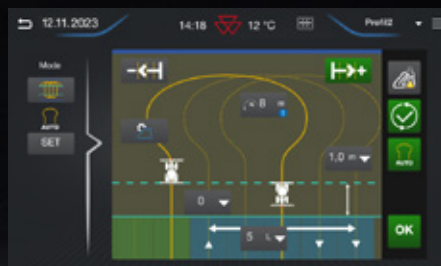 12.11.2023
14:18
12 °C
Profil2
Mode
8 m
AUTO
SET
1,0 m
AUTO
0
5
OK